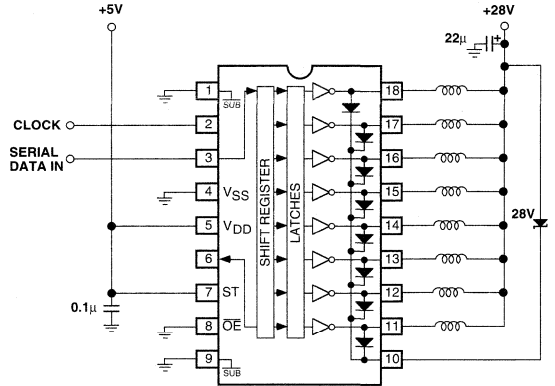 +5V
+28V
22μ
+
1
SUB
18
CLOCK
2
17
SERIAL
DATA IN
3
16
4
VSS
15
5
VDD
14
28V
6
13
7
ST
12
0.1μ
8
OE
11
9
SUB
10
SHIFT REGISTER
LATCHES